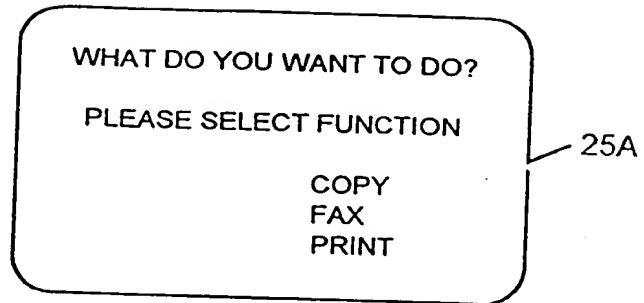 WHAT DO YOU WANT TO DO?
PLEASE SELECT FUNCTION
25A
COPY
FAX
PRINT